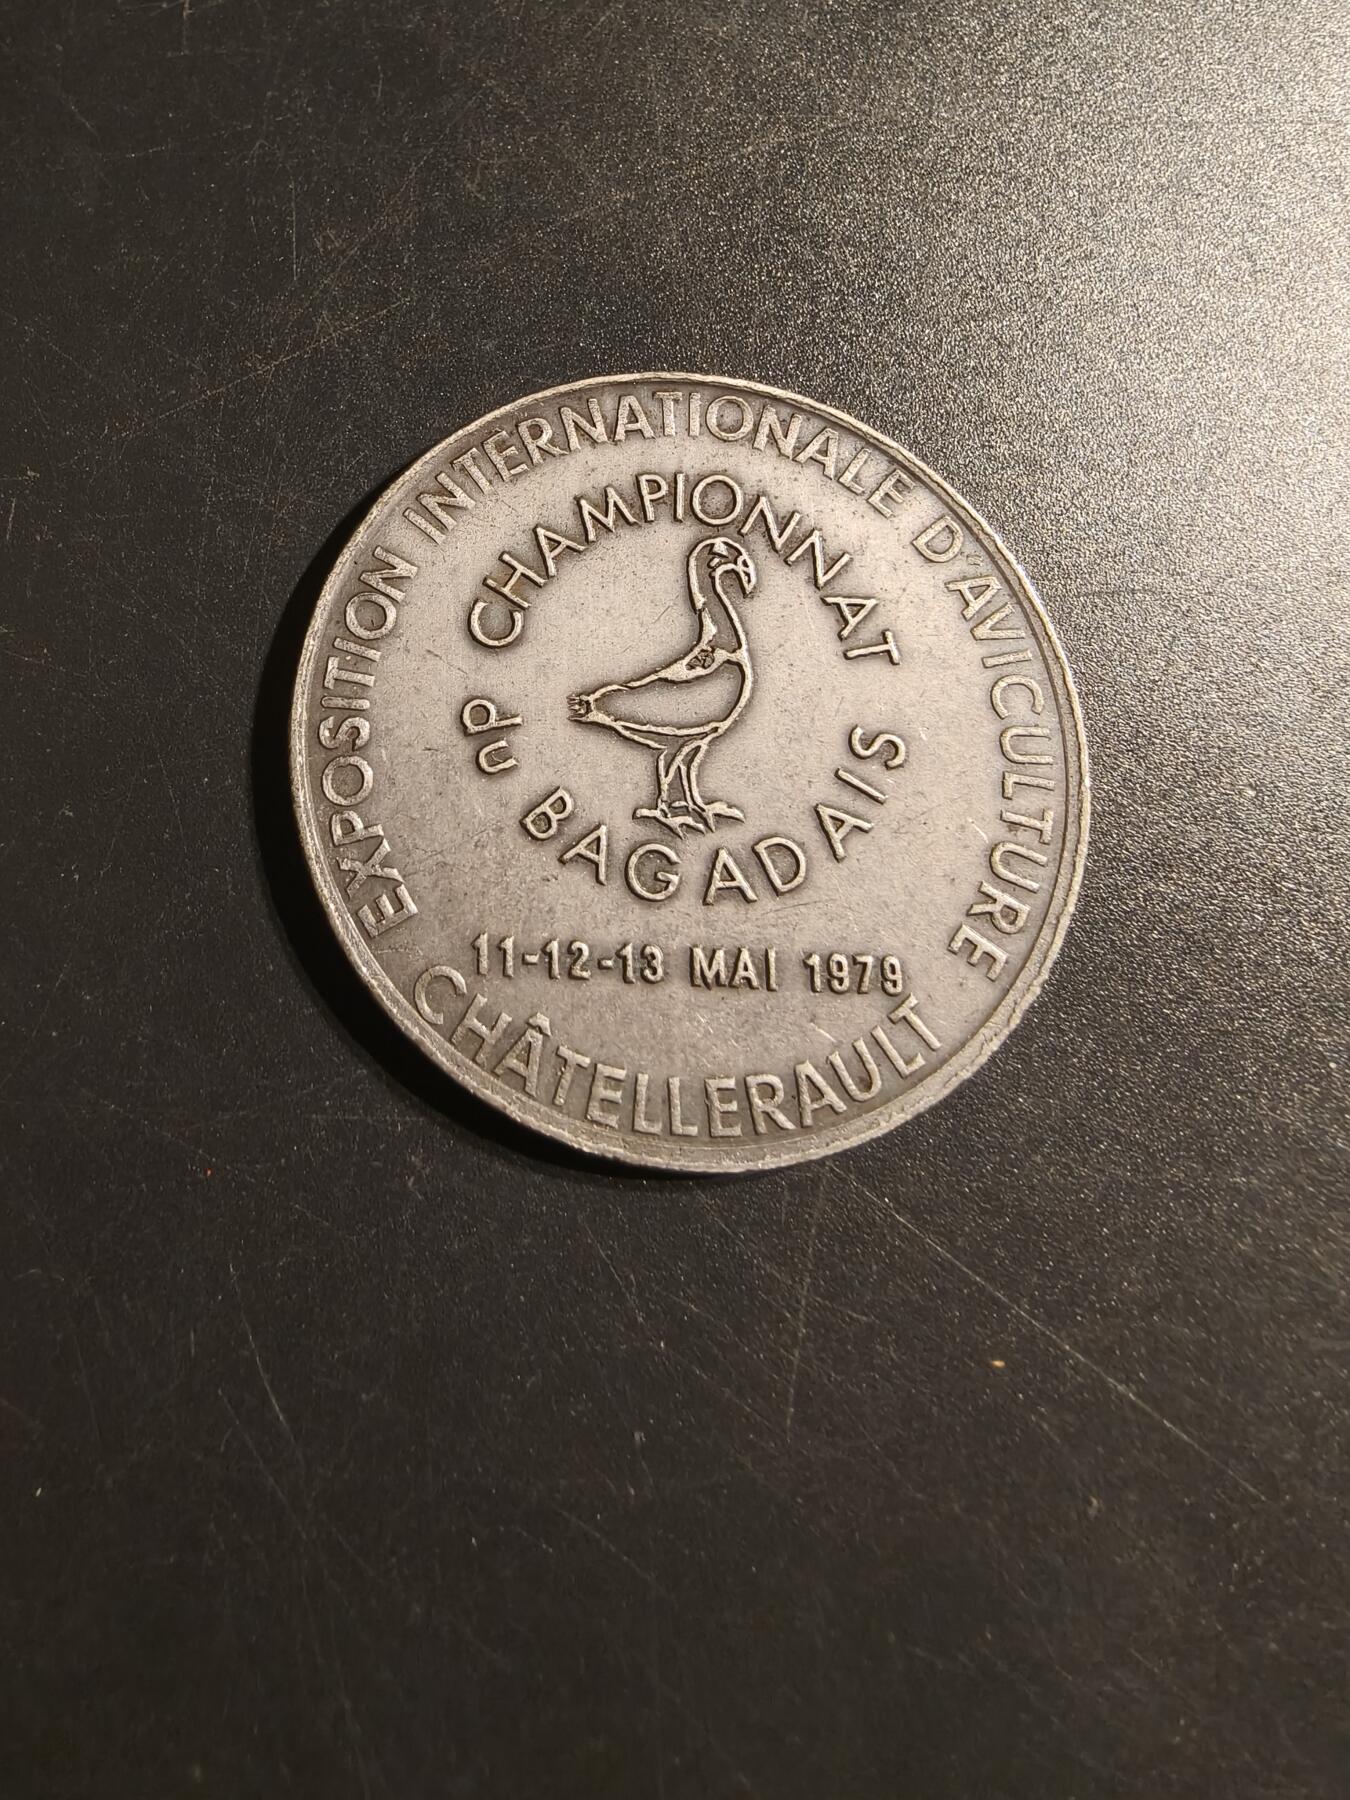 EXPOSITION INTERNATIONALE D'AVICULTURE
CHAMPIONNAT
du
BAGADAIS
11-12-13 MAI 1979
CHÂTELLERAULT